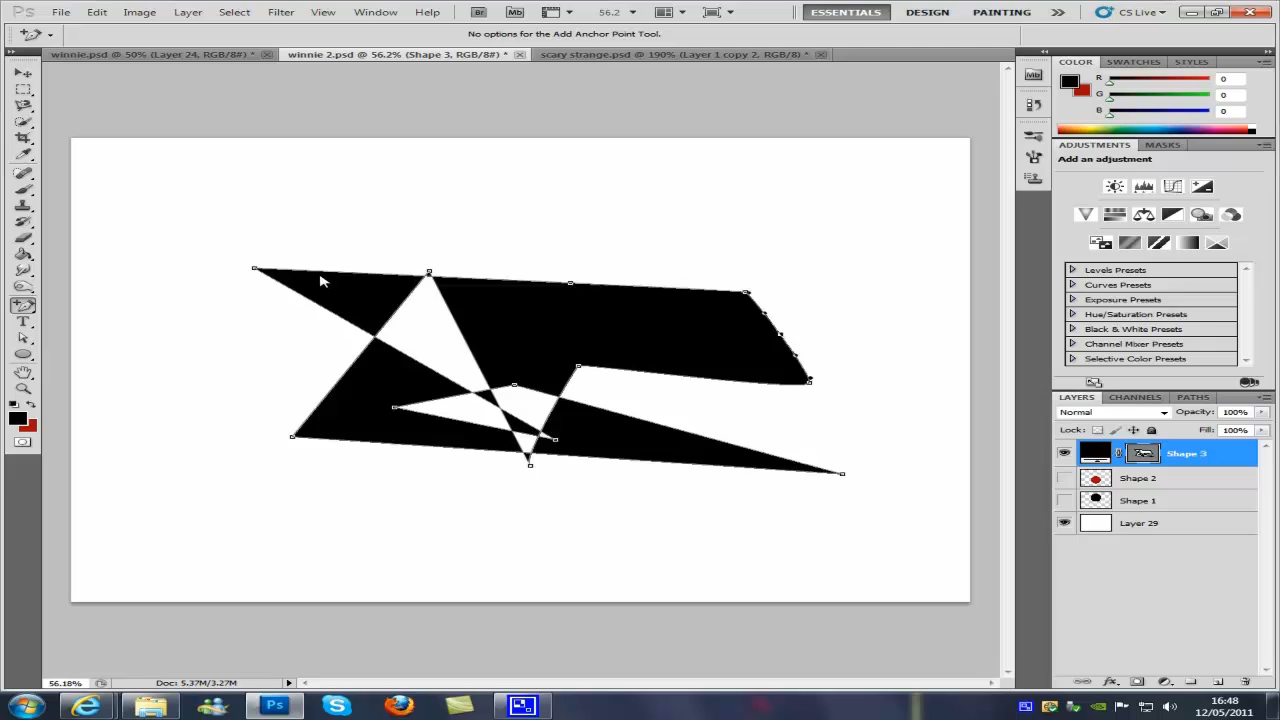 Ps File Edit Image Layer Select Filter View Window Help Br Mb 56.2 ESSENTIALS DESIGN PAINTING CS Live
No options for the Add Anchor Point Tool.
winnie.psd @ 50% (Layer 24, RGB/8#) *
winnie 2.psd @ 56.2% (Shape 3, RGB/8#) *
scary strange.psd @ 190% (Layer 1 copy 2, RGB/8)
Mb
COLOR SWATCHES STYLES
R 0
G 0
B 0
ADJUSTMENTS MASKS
Add an adjustment
Levels Presets
Curves Presets
Exposure Presets
Hue/Saturation Presets
Black & White Presets
Channel Mixer Presets
Selective Color Presets
LAYERS CHANNELS PATHS
Normal Opacity: 100%
Lock: Fill: 100%
Shape 3
Shape 2
Shape 1
Layer 29
56.18% Doc: 5.37M/3.27M
Ps
16:48
12/05/2011